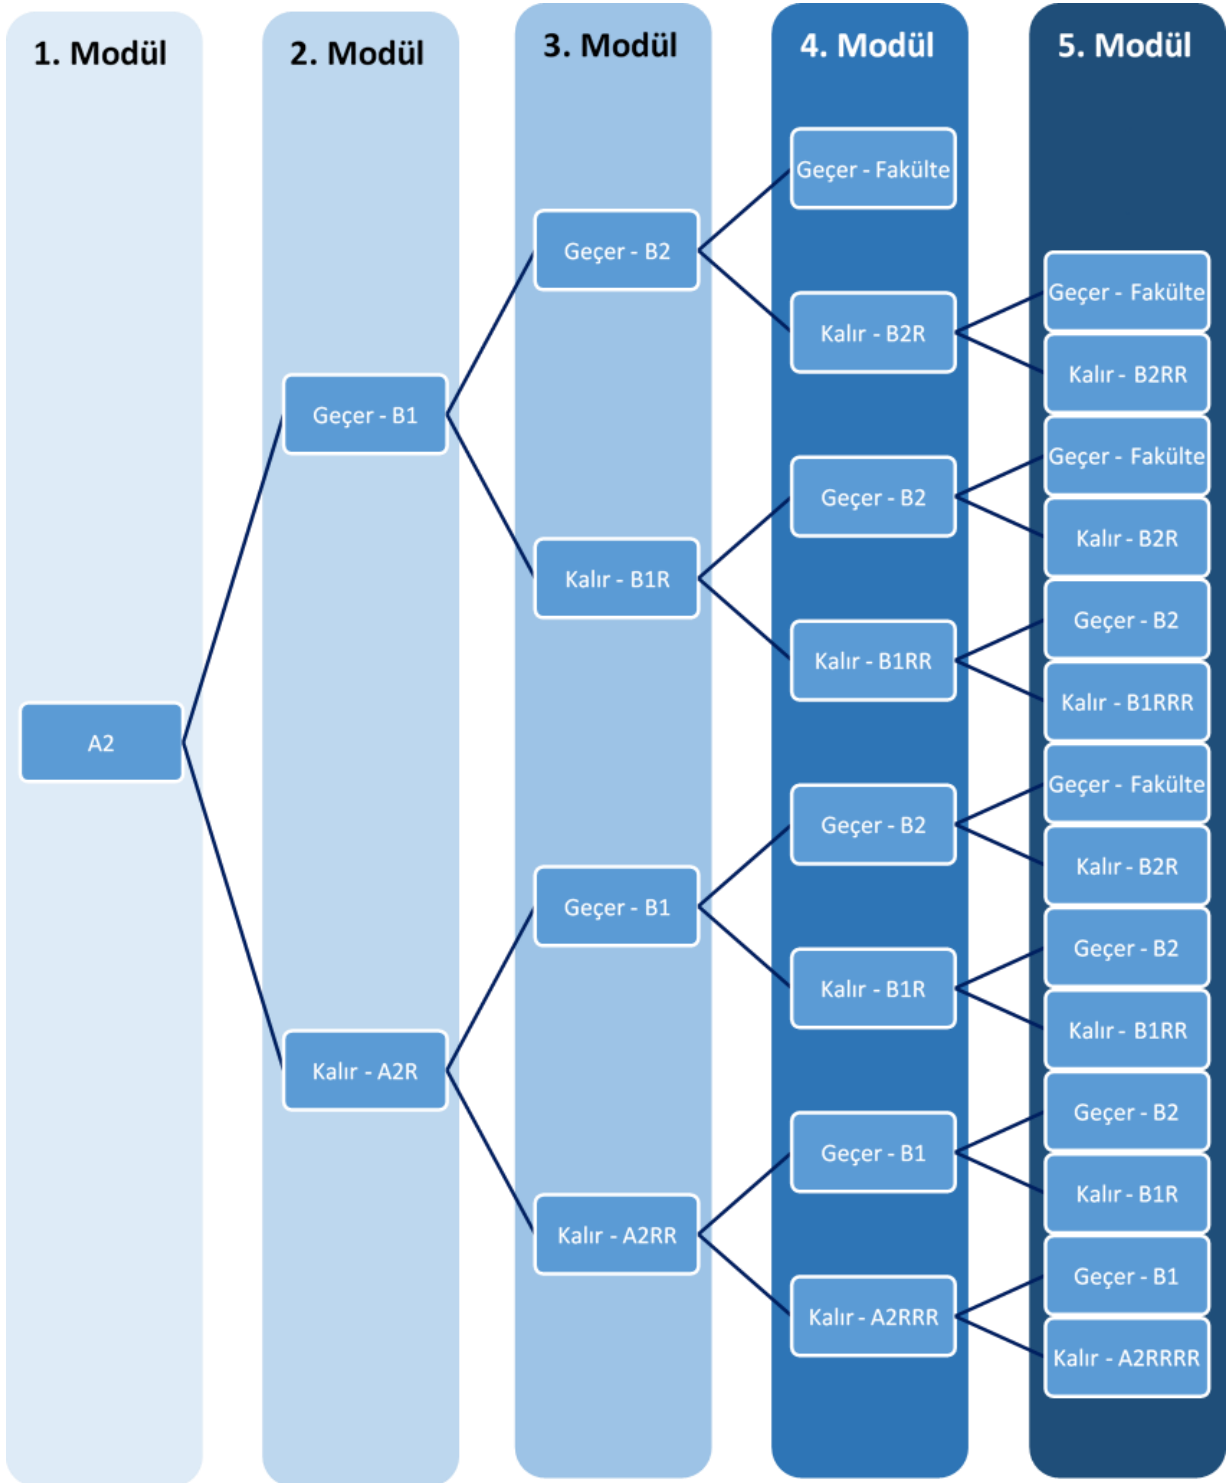 1. Modül
2. Modül
3. Modül
4. Modül
5. Modül
A2
Geçer - B1
Kalır - A2R
Geçer - B2
Kalır - B1R
Geçer - B1
Kalır - A2RR
Geçer - Fakülte
Kalır - B2R
Geçer - B2
Kalır - B1RR
Geçer - B2
Kalır - B1R
Geçer - B1
Kalır - A2RRR
Geçer - Fakülte
Kalır - B2RR
Geçer - Fakülte
Kalır - B2R
Geçer - B2
Kalır - B1RRR
Geçer - Fakülte
Kalır - B2R
Geçer - B2
Kalır - B1RR
Geçer - B2
Kalır - B1R
Geçer - B1
Kalır - A2RRRR